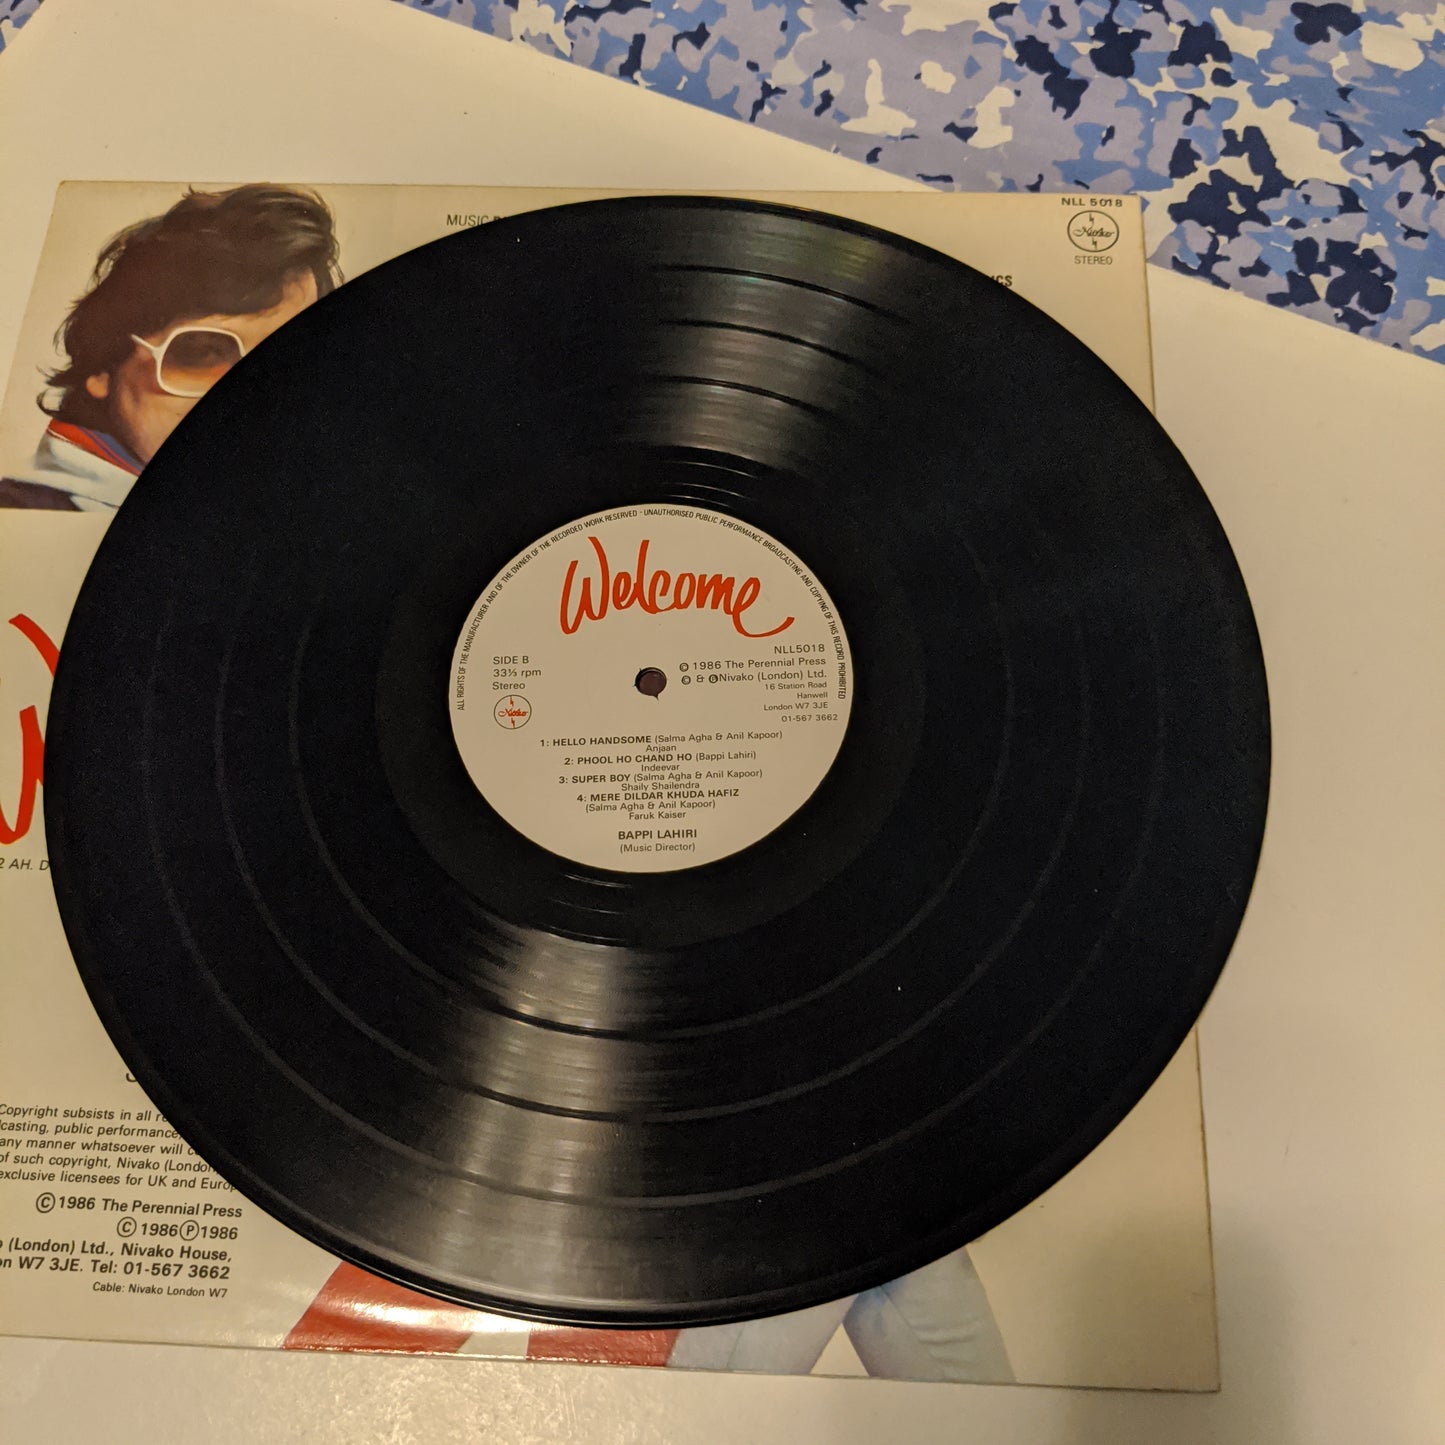 MUSIC
NLL 5018
Nivako
STEREO
ALL RIGHTS OF THE MANUFACTURER AND OF THE OWNER OF THE RECORDED WORK RESERVED - UNAUTHORISED PUBLIC PERFORMANCE BROADCASTING AND COPYING OF THIS RECORD PROHIBITED
Welcome
SIDE B
33⅓ rpm
Stereo
Nivako
NLL5018
© 1986 The Perennial Press
© & ℗ Nivako (London) Ltd.
16 Station Road
Hanwell
London W7 3JE
01-567 3662
1: HELLO HANDSOME (Salma Agha & Anil Kapoor)
Anjaan
2: PHOOL HO CHAND HO (Bappi Lahiri)
Indeevar
3: SUPER BOY (Salma Agha & Anil Kapoor)
Shaily Shailendra
4: MERE DILDAR KHUDA HAFIZ
(Salma Agha & Anil Kapoor)
Faruk Kaiser
BAPPI LAHIRI
(Music Director)
2 AH. D
Copyright subsists in all
casting, public performance,
any manner whatsoever will
of such copyright, Nivako (London
exclusive licensees for UK and Europ
© 1986 The Perennial Press
© 1986 ℗ 1986
(London) Ltd., Nivako House,
W7 3JE. Tel: 01-567 3662
Cable: Nivako London W7